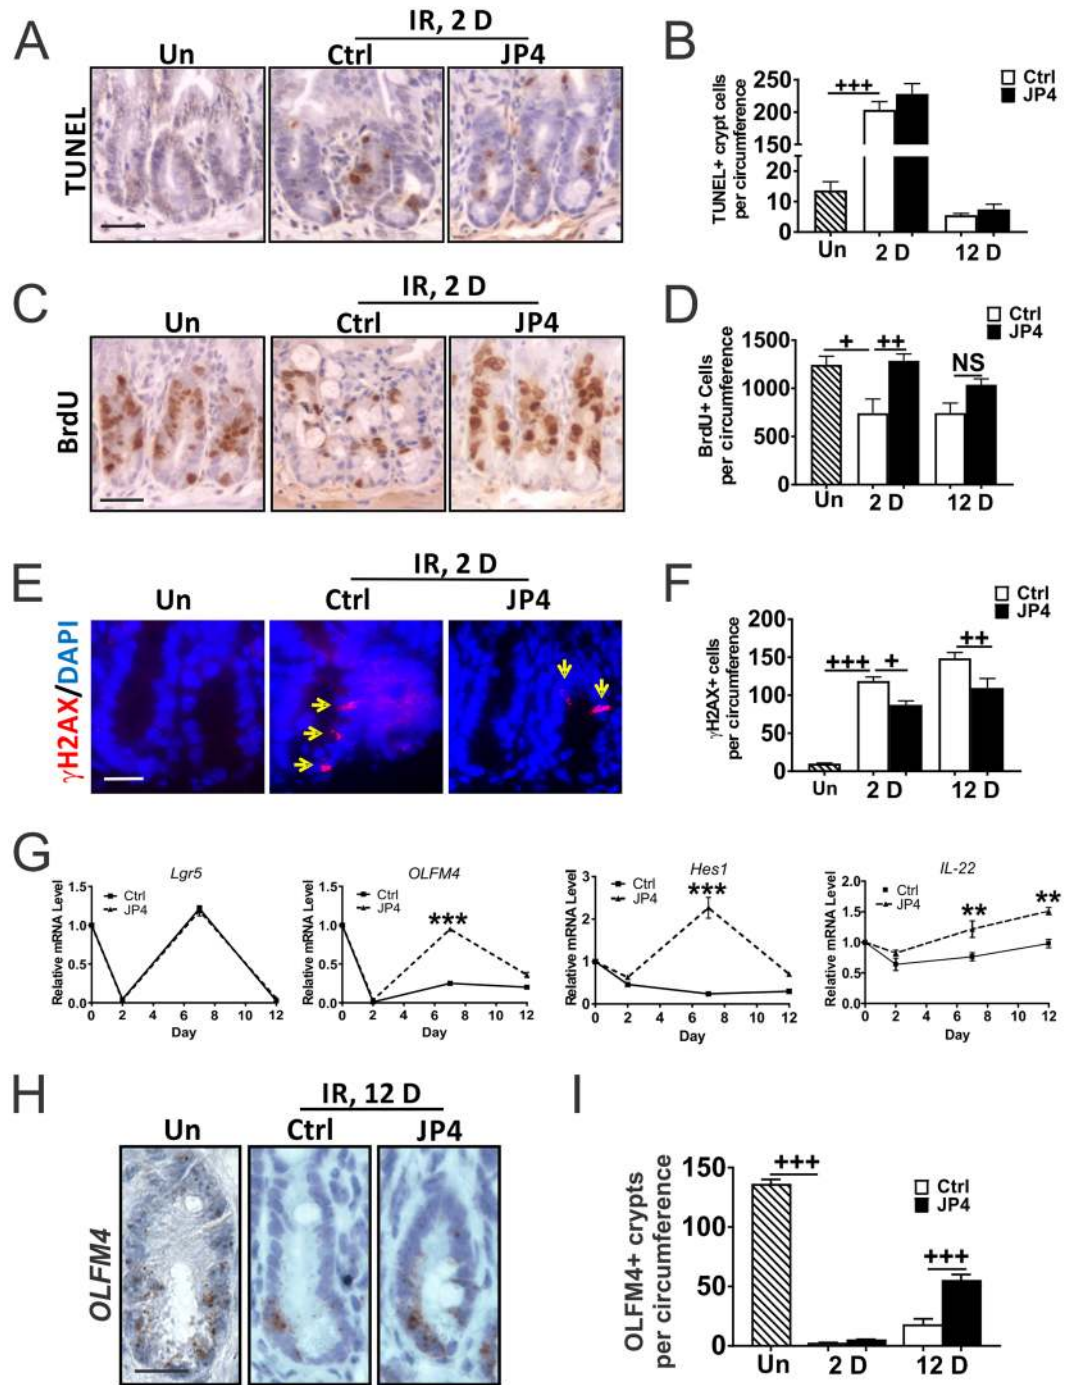 A
IR, 2 D
Un
Ctrl
JP4
TUNEL
B
Ctrl
JP4
TUNEL+ crypt cells
per circumference
250
200
150
20
10
0
+++
Un
2 D
12 D
C
IR, 2 D
Un
Ctrl
JP4
BrdU
D
Ctrl
JP4
BrdU+ Cells
per circumference
1500
1000
500
0
+
++
NS
Un
2 D
12 D
E
IR, 2 D
Un
Ctrl
JP4
γH2AX/DAPI
F
Ctrl
JP4
γH2AX+ cells
per circumference
200
150
100
50
0
+++
+
++
Un
2 D
12 D
G
Lgr5
Relative mRNA Level
1.5
1.0
0.5
0.0
Ctrl
JP4
0 2 4 6 8 10 12
Day
OLFM4
Relative mRNA Level
1.5
1.0
0.5
0.0
Ctrl
JP4
***
0 2 4 6 8 10 12
Day
Hes1
Relative mRNA Level
3
2
1
0
Ctrl
JP4
***
0 2 4 6 8 10 12
Day
IL-22
Relative mRNA Level
2.0
1.5
1.0
0.5
0.0
Ctrl
JP4
**
**
0 2 4 6 8 10 12
Day
H
IR, 12 D
Un
Ctrl
JP4
OLFM4
I
OLFM4+ crypts
per circumference
150
100
50
0
+++
Ctrl
JP4
+++
Un
2 D
12 D